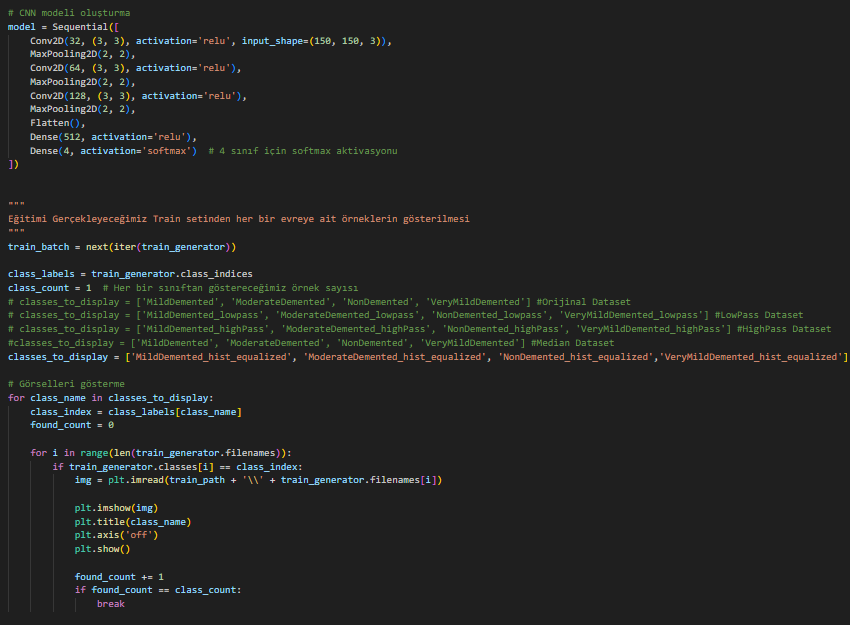 # CNN modeli oluşturma
model = Sequential([
    Conv2D(32, (3, 3), activation='relu', input_shape=(150, 150, 3)),
    MaxPooling2D(2, 2),
    Conv2D(64, (3, 3), activation='relu'),
    MaxPooling2D(2, 2),
    Conv2D(128, (3, 3), activation='relu'),
    MaxPooling2D(2, 2),
    Flatten(),
    Dense(512, activation='relu'),
    Dense(4, activation='softmax')  # 4 sınıf için softmax aktivasyonu
])
"""
Eğitimi Gerçekleyeceğimiz Train setinden her bir evreye ait örneklerin gösterilmesi
"""
train_batch = next(iter(train_generator))
class_labels = train_generator.class_indices
class_count = 1  # Her bir sınıftan göstereceğimiz örnek sayısı
# classes_to_display = ['MildDemented', 'ModerateDemented', 'NonDemented', 'VeryMildDemented'] #Orijinal Dataset
# classes_to_display = ['MildDemented_lowpass', 'ModerateDemented_lowpass', 'NonDemented_lowpass', 'VeryMildDemented_lowpass'] #LowPass Dataset
# classes_to_display = ['MildDemented_highPass', 'ModerateDemented_highPass', 'NonDemented_highPass', 'VeryMildDemented_highPass'] #HighPass Dataset
#classes_to_display = ['MildDemented', 'ModerateDemented', 'NonDemented', 'VeryMildDemented'] #Median Dataset
classes_to_display = ['MildDemented_hist_equalized', 'ModerateDemented_hist_equalized', 'NonDemented_hist_equalized','VeryMildDemented_hist_equalized']
# Görselleri gösterme
for class_name in classes_to_display:
    class_index = class_labels[class_name]
    found_count = 0
    for i in range(len(train_generator.filenames)):
        if train_generator.classes[i] == class_index:
            img = plt.imread(train_path + '\\' + train_generator.filenames[i])
            plt.imshow(img)
            plt.title(class_name)
            plt.axis('off')
            plt.show()
            found_count += 1
            if found_count == class_count:
                break